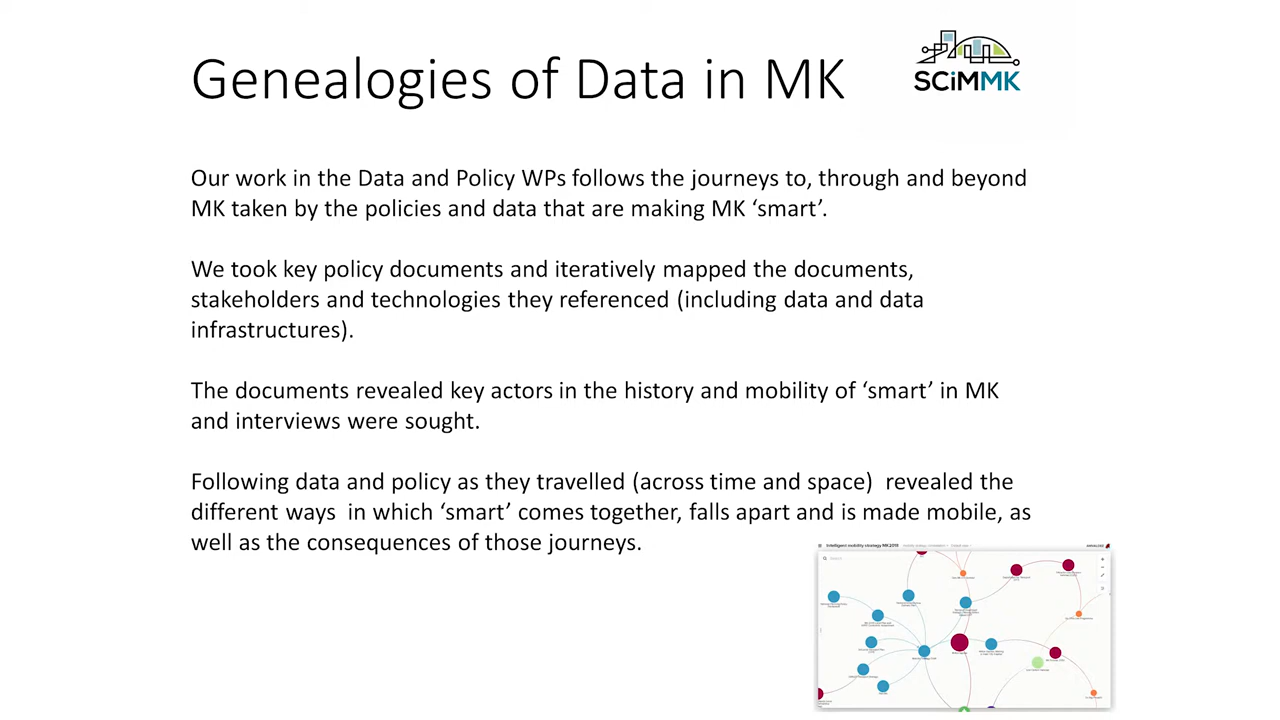 Genealogies of Data in MK
SCiMMK
Our work in the Data and Policy WPs follows the journeys to, through and beyond
MK taken by the policies and data that are making MK ‘smart’.
We took key policy documents and iteratively mapped the documents,
stakeholders and technologies they referenced (including data and data
infrastructures).
The documents revealed key actors in the history and mobility of ‘smart’ in MK
and interviews were sought.
Following data and policy as they travelled (across time and space)  revealed the
different ways  in which ‘smart’ comes together, falls apart and is made mobile, as
well as the consequences of those journeys.
Intelligent mobility strategy MK2018
Search